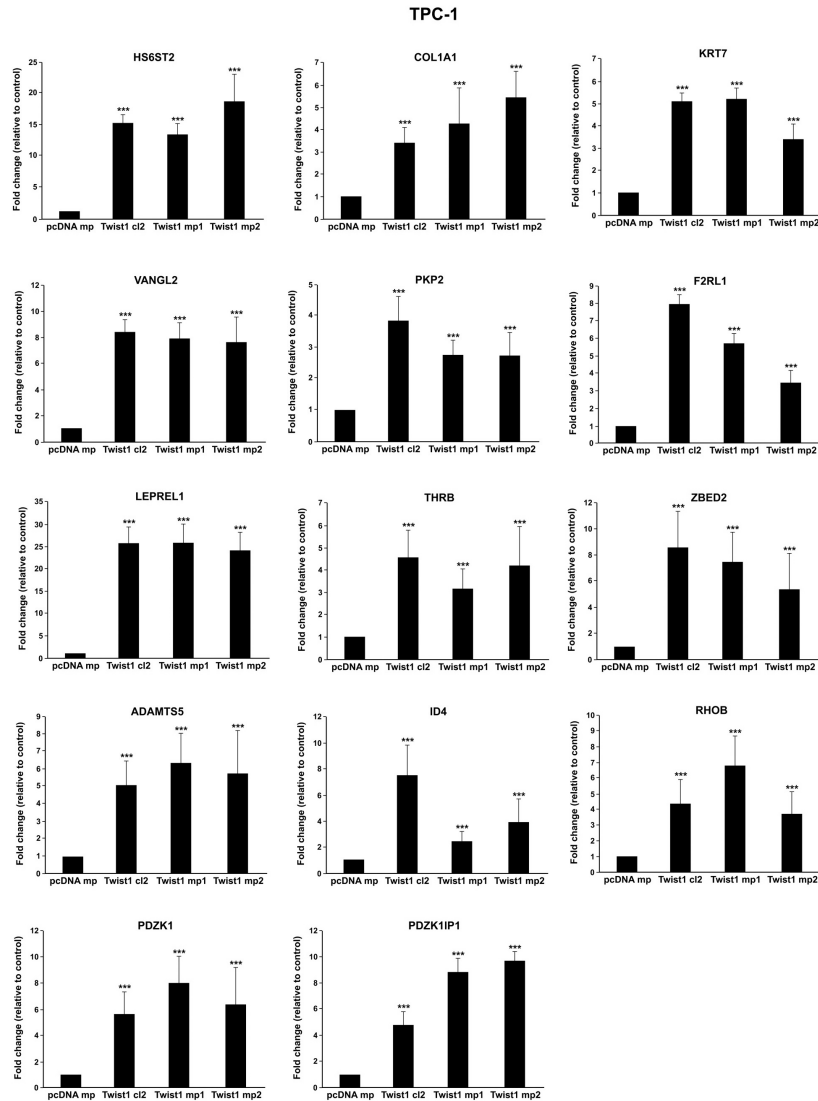 TPC-1
HS6ST2
Fold change (relative to control)
25
20
15
10
5
0
*** *** ***
pcDNA mp Twist1 cl2 Twist1 mp1 Twist1 mp2
COL1A1
Fold change (relative to control)
7
6
5
4
3
2
1
0
*** *** ***
pcDNA mp Twist1 cl2 Twist1 mp1 Twist1 mp2
KRT7
Fold change (relative to control)
7
6
5
4
3
2
1
0
*** *** ***
pcDNA mp Twist1 cl2 Twist1 mp1 Twist1 mp2
VANGL2
Fold change (relative to control)
12
10
8
6
4
2
0
*** *** ***
pcDNA mp Twist1 cl2 Twist1 mp1 Twist1 mp2
PKP2
Fold change (relative to control)
5
4
3
2
1
0
*** *** ***
pcDNA mp Twist1 cl2 Twist1 mp1 Twist1 mp2
F2RL1
Fold change (relative to control)
9
8
7
6
5
4
3
2
1
0
*** *** ***
pcDNA mp Twist1 cl2 Twist1 mp1 Twist1 mp2
LEPREL1
Fold change (relative to control)
35
30
25
20
15
10
5
0
*** *** ***
pcDNA mp Twist1 cl2 Twist1 mp1 Twist1 mp2
THRB
Fold change (relative to control)
7
6
5
4
3
2
1
0
*** *** ***
pcDNA mp Twist1 cl2 Twist1 mp1 Twist1 mp2
ZBED2
Fold change (relative to control)
12
10
8
6
4
2
0
*** *** ***
pcDNA mp Twist1 cl2 Twist1 mp1 Twist1 mp2
ADAMTS5
Fold change (relative to control)
9
8
7
6
5
4
3
2
1
0
*** *** ***
pcDNA mp Twist1 cl2 Twist1 mp1 Twist1 mp2
ID4
Fold change (relative to control)
12
10
8
6
4
2
0
*** *** ***
pcDNA mp Twist1 cl2 Twist1 mp1 Twist1 mp2
RHOB
Fold change (relative to control)
10
9
8
7
6
5
4
3
2
1
0
*** *** ***
pcDNA mp Twist1 cl2 Twist1 mp1 Twist1 mp2
PDZK1
Fold change (relative to control)
12
10
8
6
4
2
0
*** *** ***
pcDNA mp Twist1 cl2 Twist1 mp1 Twist1 mp2
PDZK1IP1
Fold change (relative to control)
12
10
8
6
4
2
0
*** *** ***
pcDNA mp Twist1 cl2 Twist1 mp1 Twist1 mp2